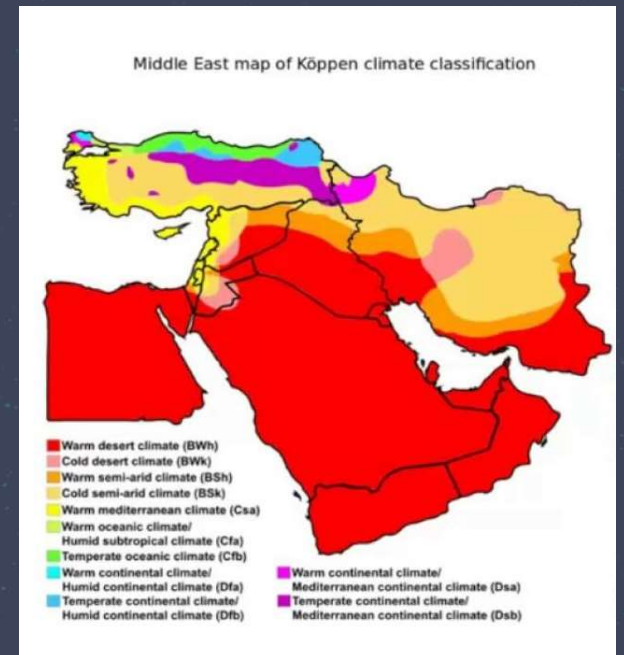 Middle East map of Köppen climate classification
Warm desert climate (BWh)
Cold desert climate (BWk)
Warm semi-arid climate (BSh)
Cold semi-arid climate (BSk)
Warm mediterranean climate (Csa)
Warm oceanic climate/
Humid subtropical climate (Cfa)
Temperate oceanic climate (Cfb)
Warm continental climate/
Humid continental climate (Dfa)
Temperate continental climate/
Humid continental climate (Dfb)
Warm continental climate/
Mediterranean continental climate (Dsa)
Temperate continental climate/
Mediterranean continental climate (Dsb)